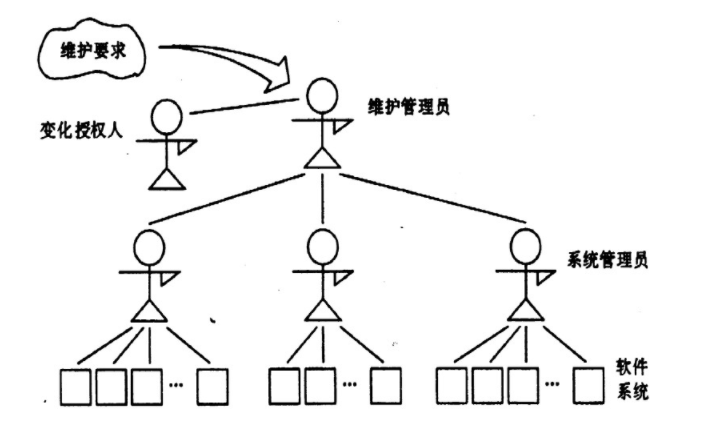 维护要求
维护管理员
变化授权人
系统管理员
...
...
...
软件
系统